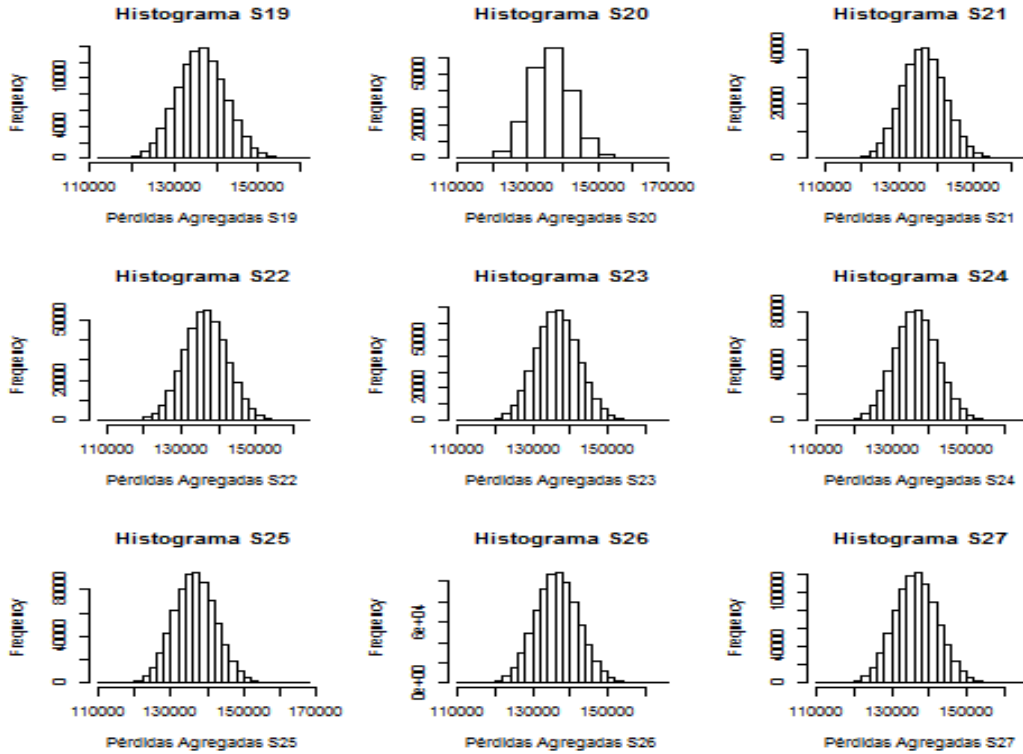 Histograma S19
Frequency
0 4000 10000
110000 130000 150000
Pérdidas Agregadas S19
Histograma S20
Frequency
0 2000
110000 130000 150000 170000
Pérdidas Agregadas S20
Histograma S21
Frequency
0 20000 40000
110000 130000 150000
Pérdidas Agregadas S21
Histograma S22
Frequency
0 20000 50000
110000 130000 150000
Pérdidas Agregadas S22
Histograma S23
Frequency
0 20000 50000
110000 130000 150000
Pérdidas Agregadas S23
Histograma S24
Frequency
0 40000 80000
110000 130000 150000
Pérdidas Agregadas S24
Histograma S25
Frequency
0 40000 80000
110000 130000 150000 170000
Pérdidas Agregadas S25
Histograma S26
Frequency
0e+00 6e+04
110000 130000 150000
Pérdidas Agregadas S26
Histograma S27
Frequency
0 40000 100000
110000 130000 150000
Pérdidas Agregadas S27